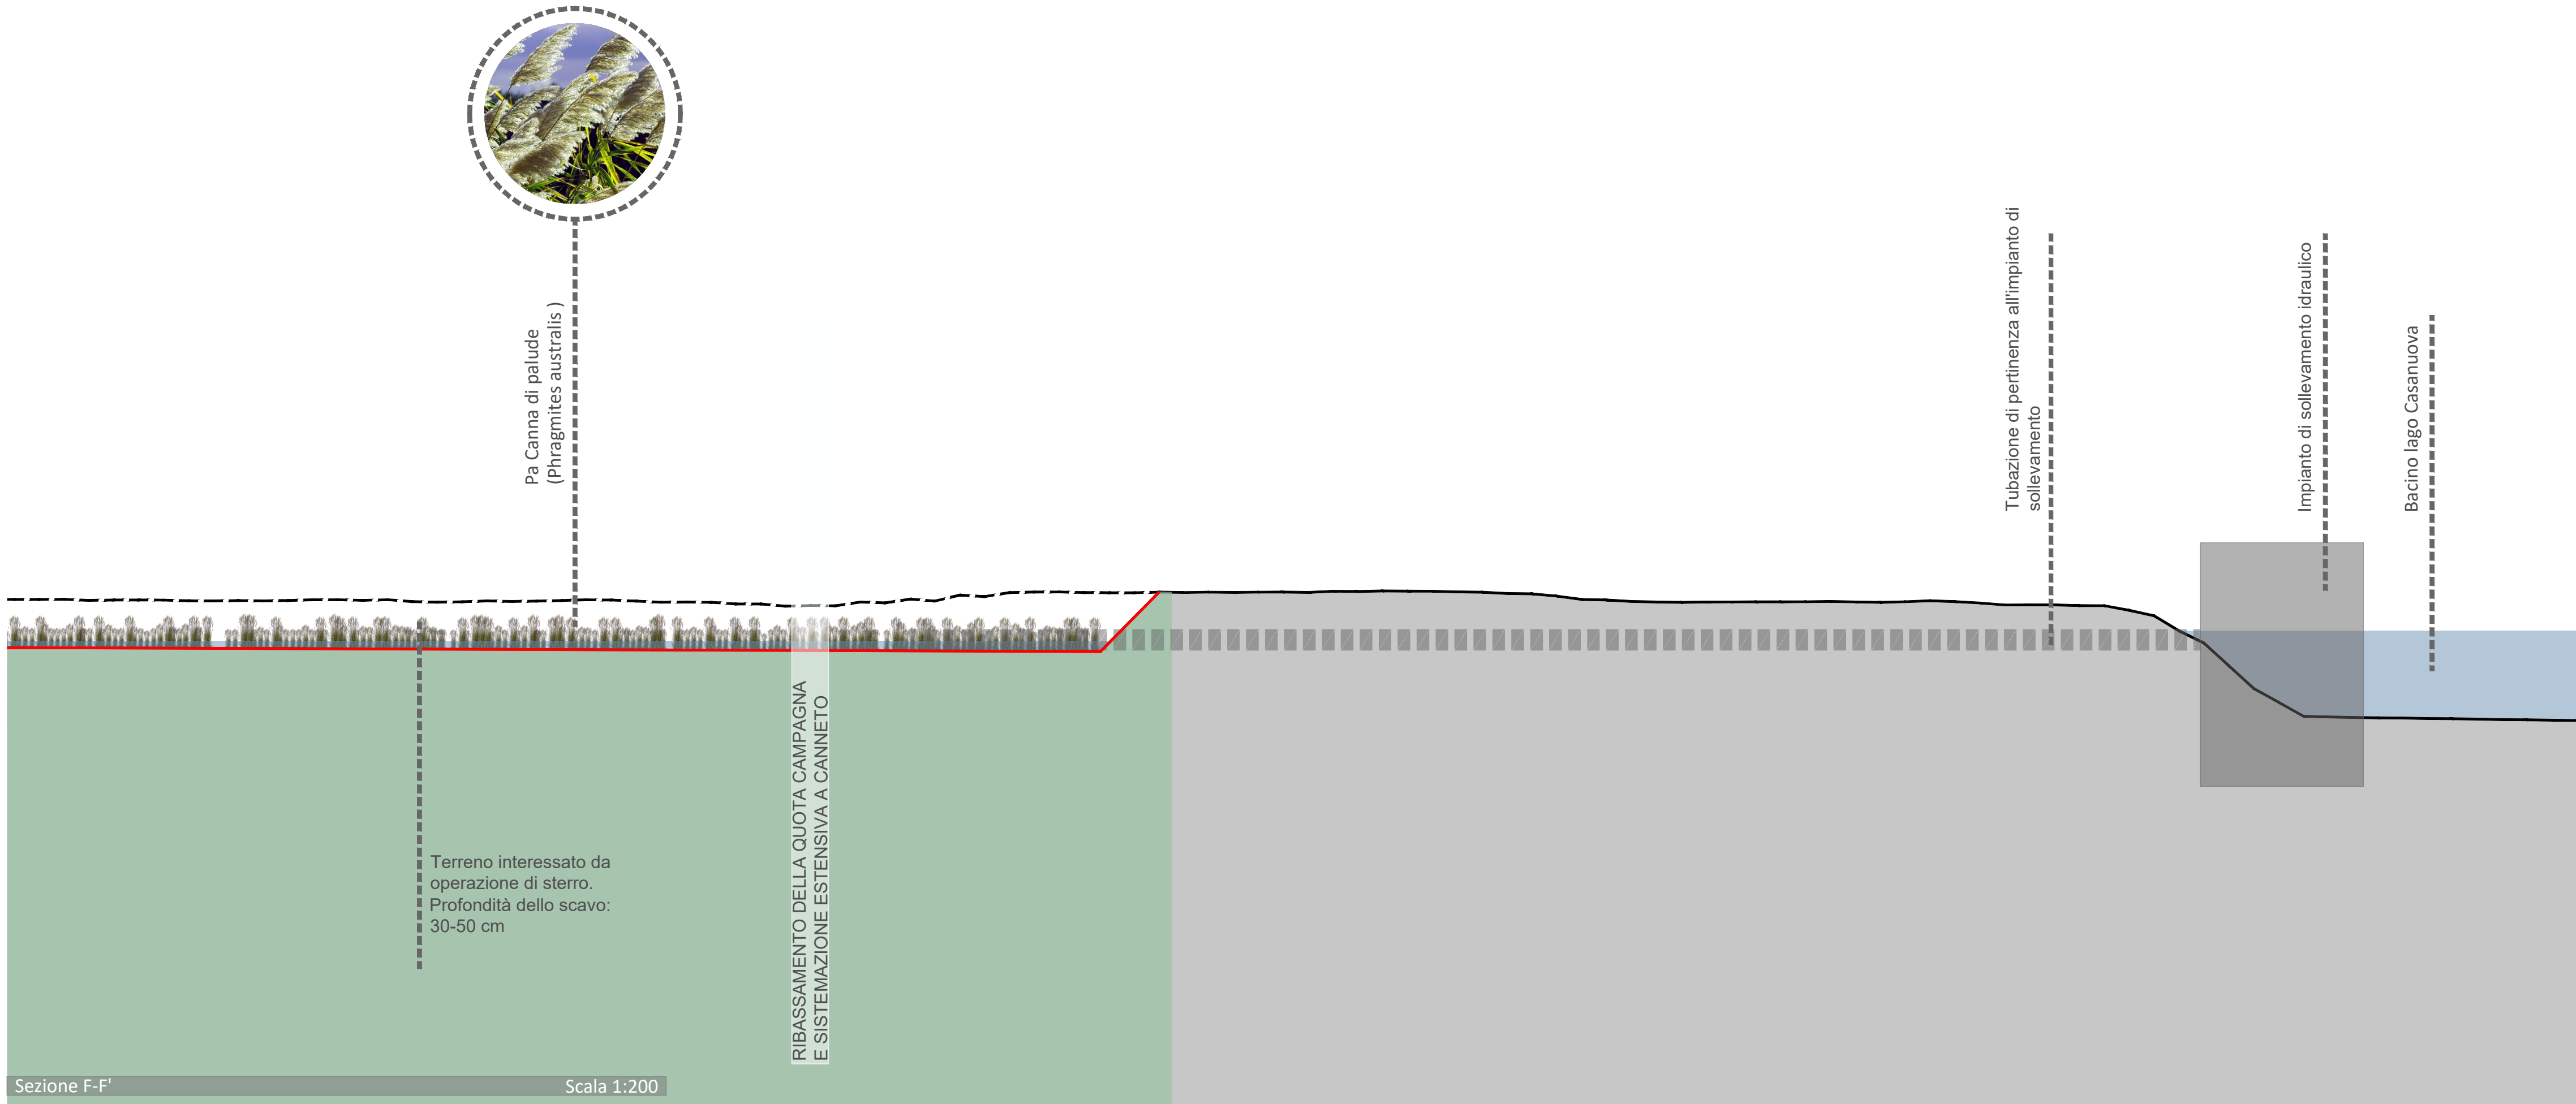 Pa Canna di palude
(Phragmites australis )
Tubazione di pertinenza all'impianto di
sollevamento
Impianto di sollevamento idraulico
Bacino lago Casanuova
Terreno interessato da
operazione di sterro.
Profondità dello scavo:
30-50 cm
RIBASSAMENTO DELLA QUOTA CAMPAGNA
E SISTEMAZIONE ESTENSIVA A CANNETO
Sezione F-F'
Scala 1:200